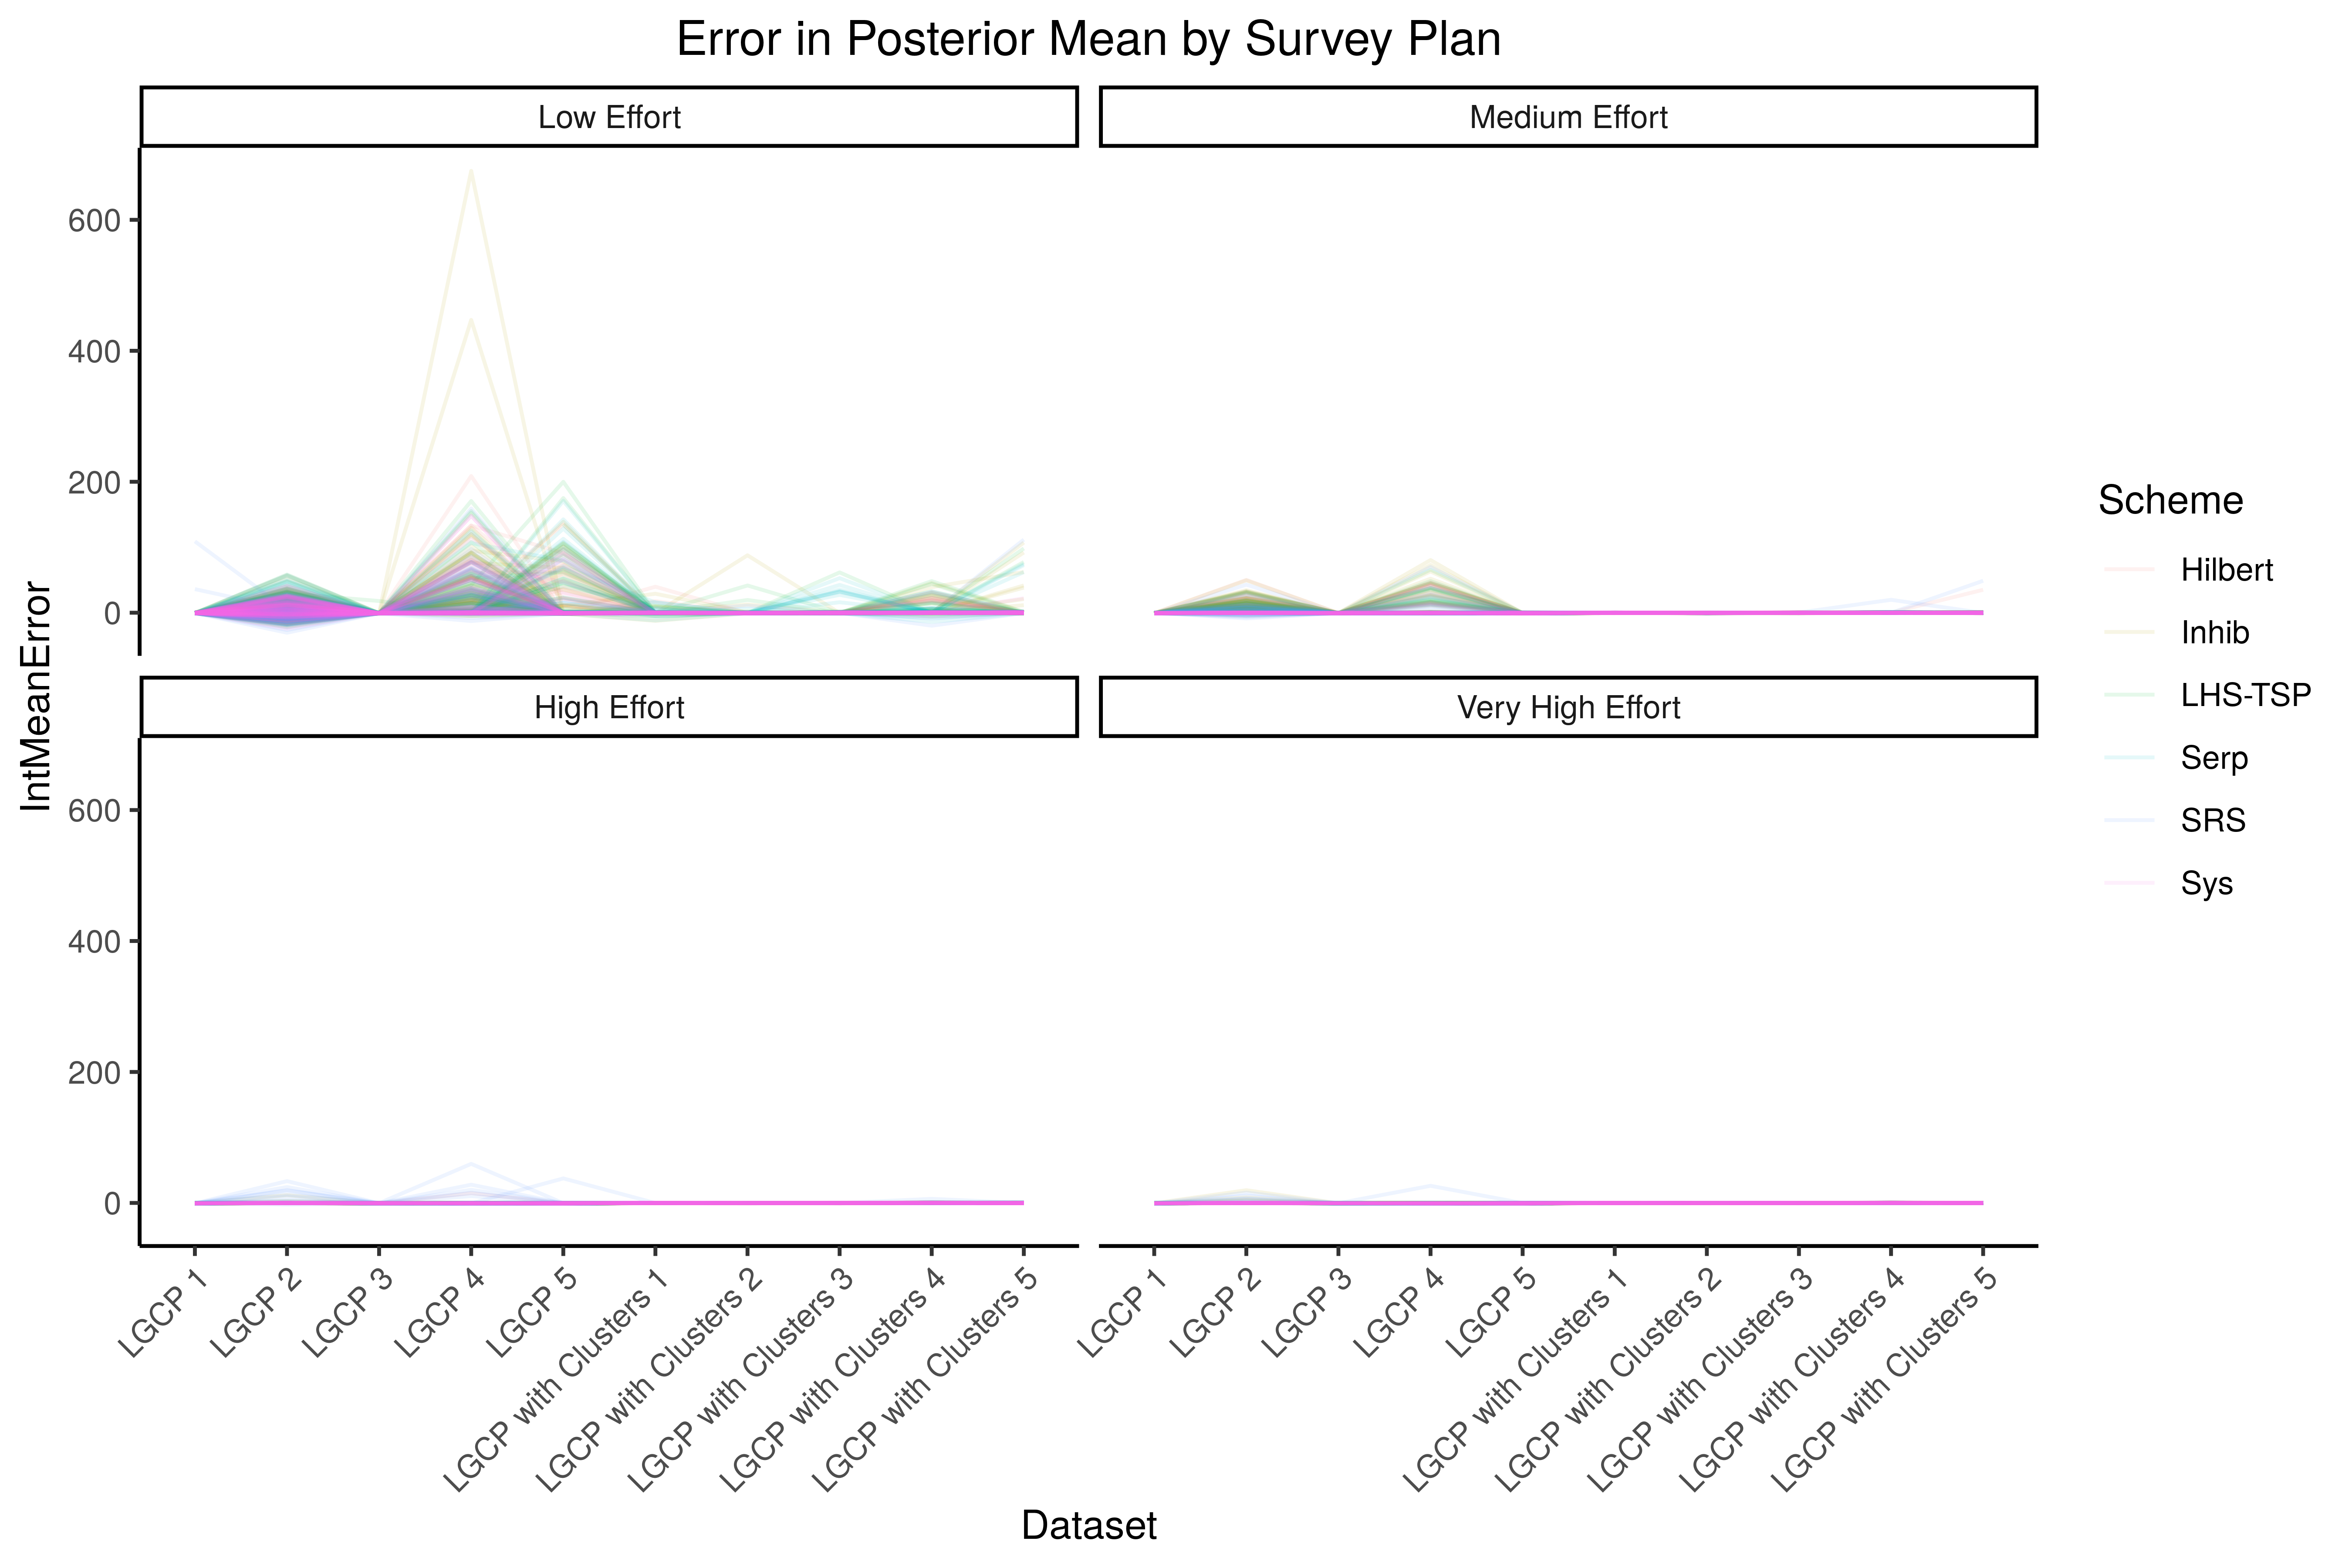 Error in Posterior Mean by Survey Plan
Low Effort
Medium Effort
600
400
200
0
High Effort
Very High Effort
600
400
200
0
IntMeanError
LGCP 1
LGCP 2
LGCP 3
LGCP 4
LGCP 5
LGCP with Clusters 1
LGCP with Clusters 2
LGCP with Clusters 3
LGCP with Clusters 4
LGCP with Clusters 5
LGCP 1
LGCP 2
LGCP 3
LGCP 4
LGCP 5
LGCP with Clusters 1
LGCP with Clusters 2
LGCP with Clusters 3
LGCP with Clusters 4
LGCP with Clusters 5
Dataset
Scheme
Hilbert
Inhib
LHS-TSP
Serp
SRS
Sys